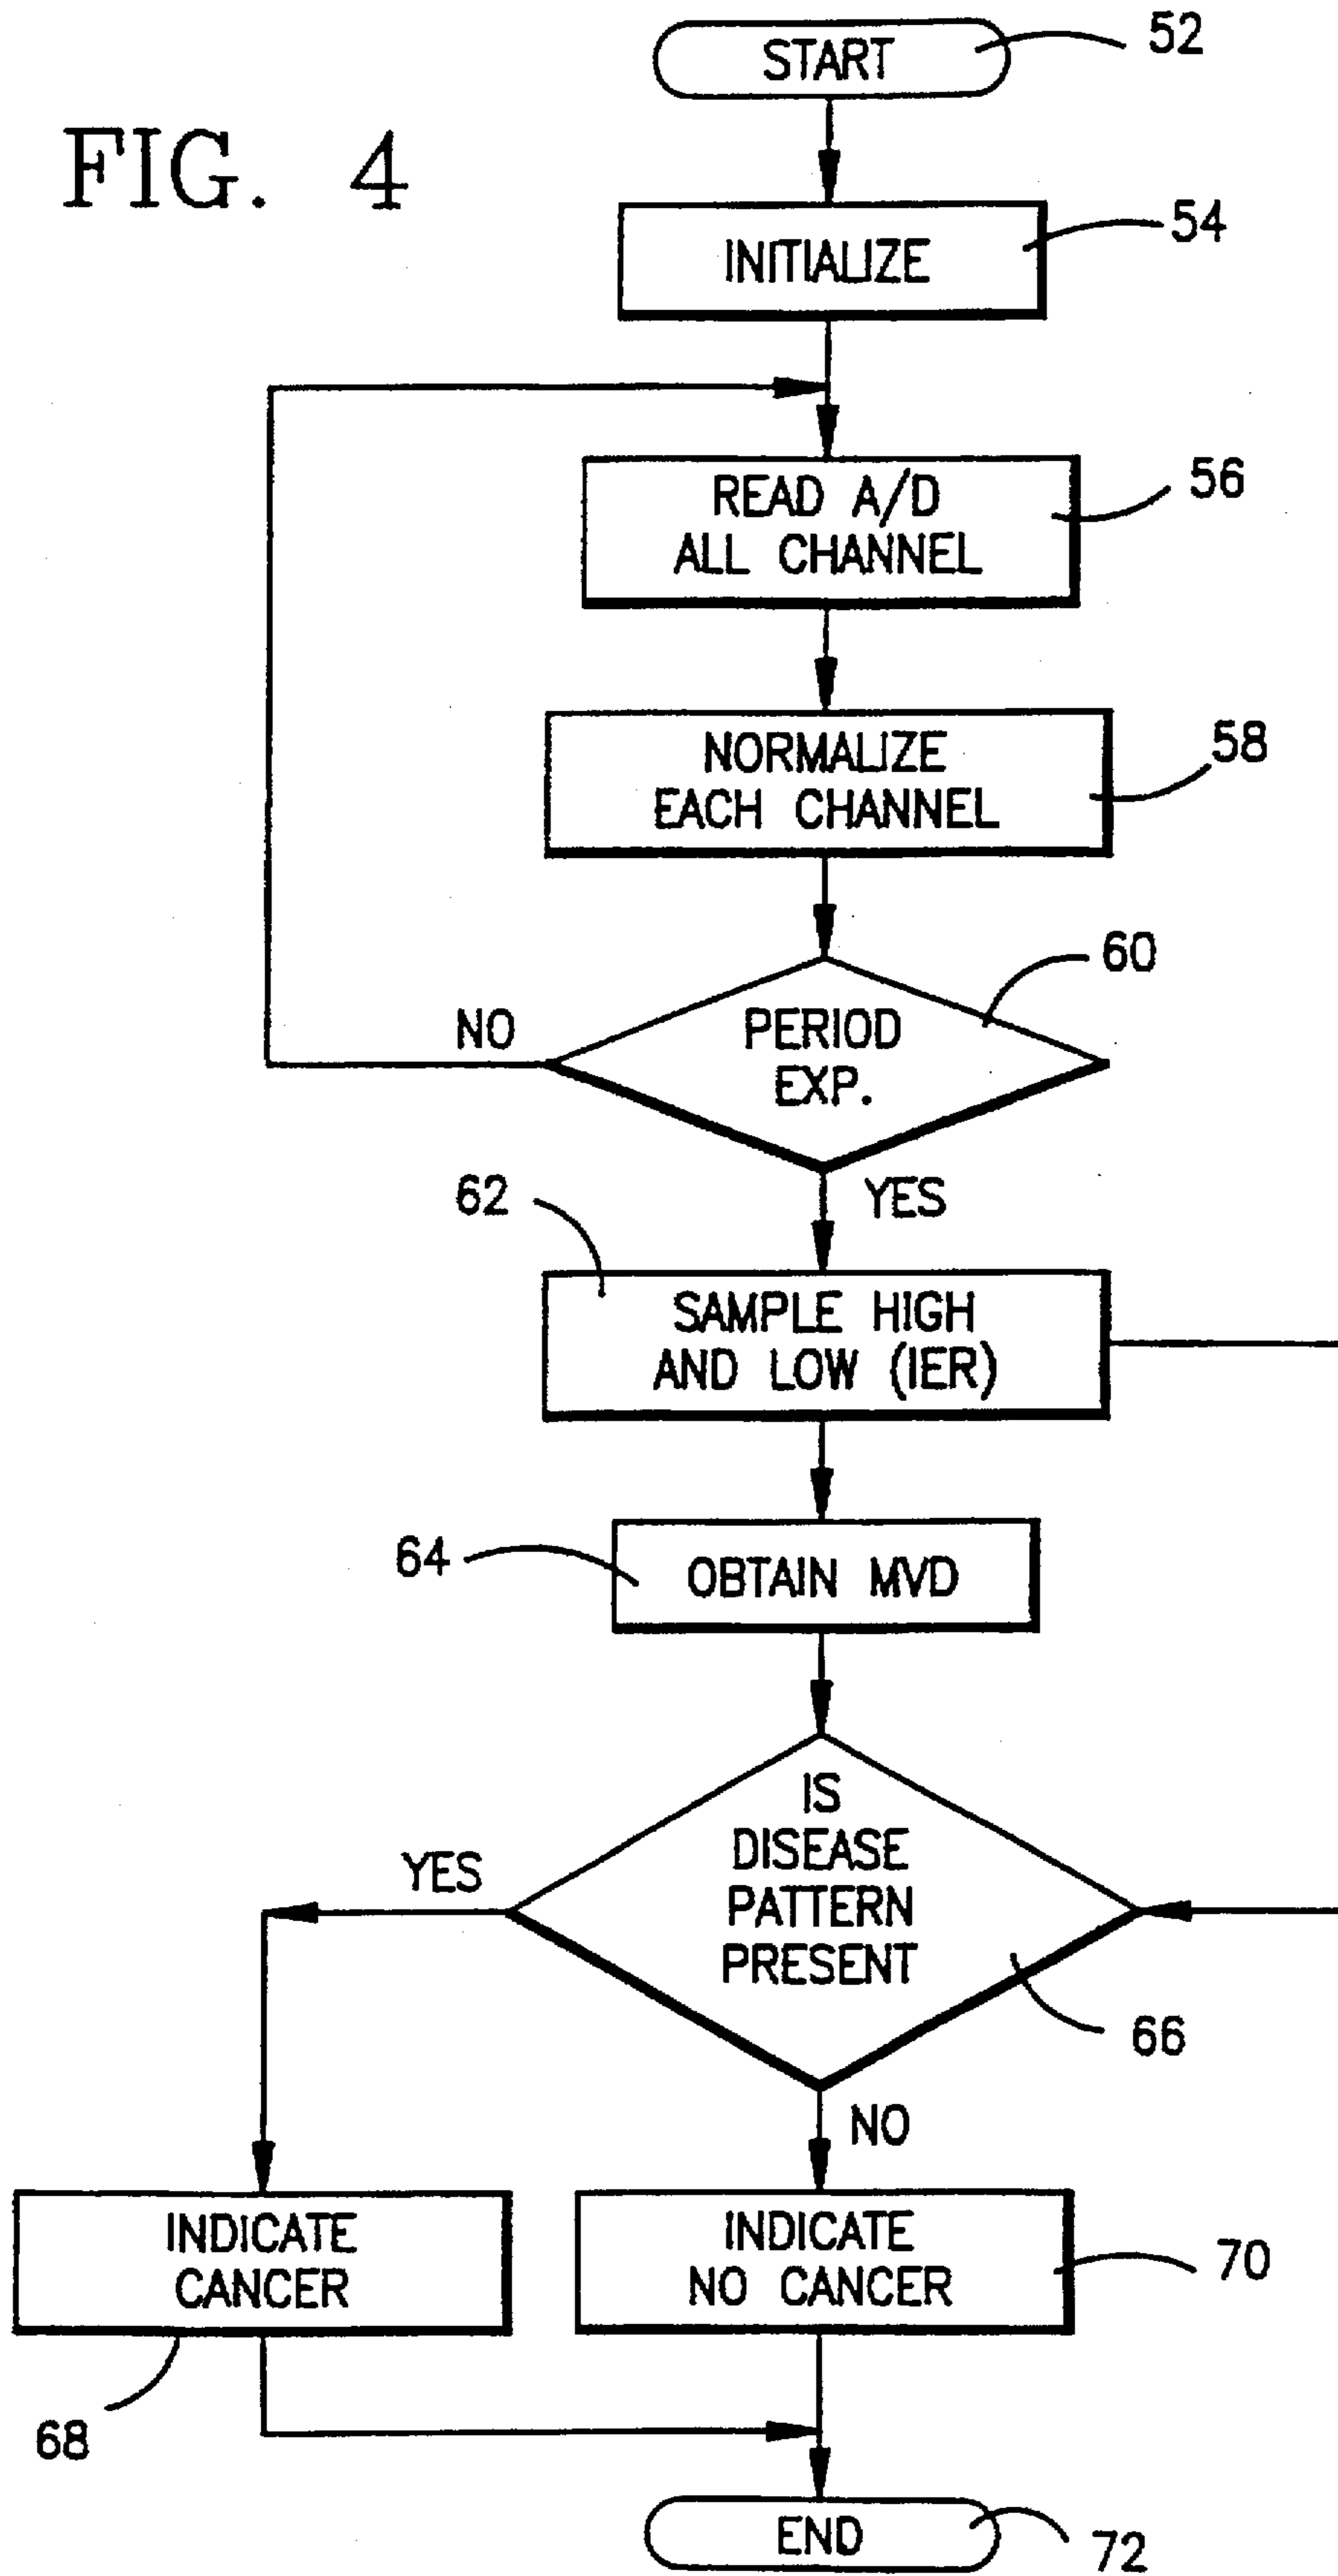 START
52
FIG. 4
INITIALIZE
54
READ A/D
ALL CHANNEL
56
NORMALIZE
EACH CHANNEL
58
PERIOD
EXP.
60
NO
YES
62
SAMPLE HIGH
AND LOW (IER)
64
OBTAIN MVD
IS
DISEASE
PATTERN
PRESENT
YES
66
NO
INDICATE
CANCER
68
INDICATE
NO CANCER
70
END
72